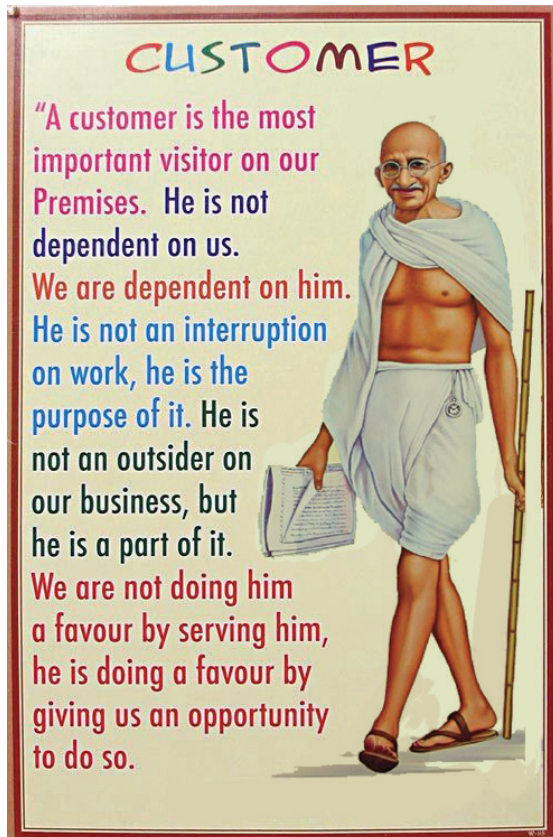 CUSTOMER
“A customer is the most
important visitor on our
Premises. He is not
dependent on us.
We are dependent on him.
He is not an interruption
on work, he is the
purpose of it. He is
not an outsider on
our business, but
he is a part of it.
We are not doing him
a favour by serving him,
he is doing a favour by
giving us an opportunity
to do so.